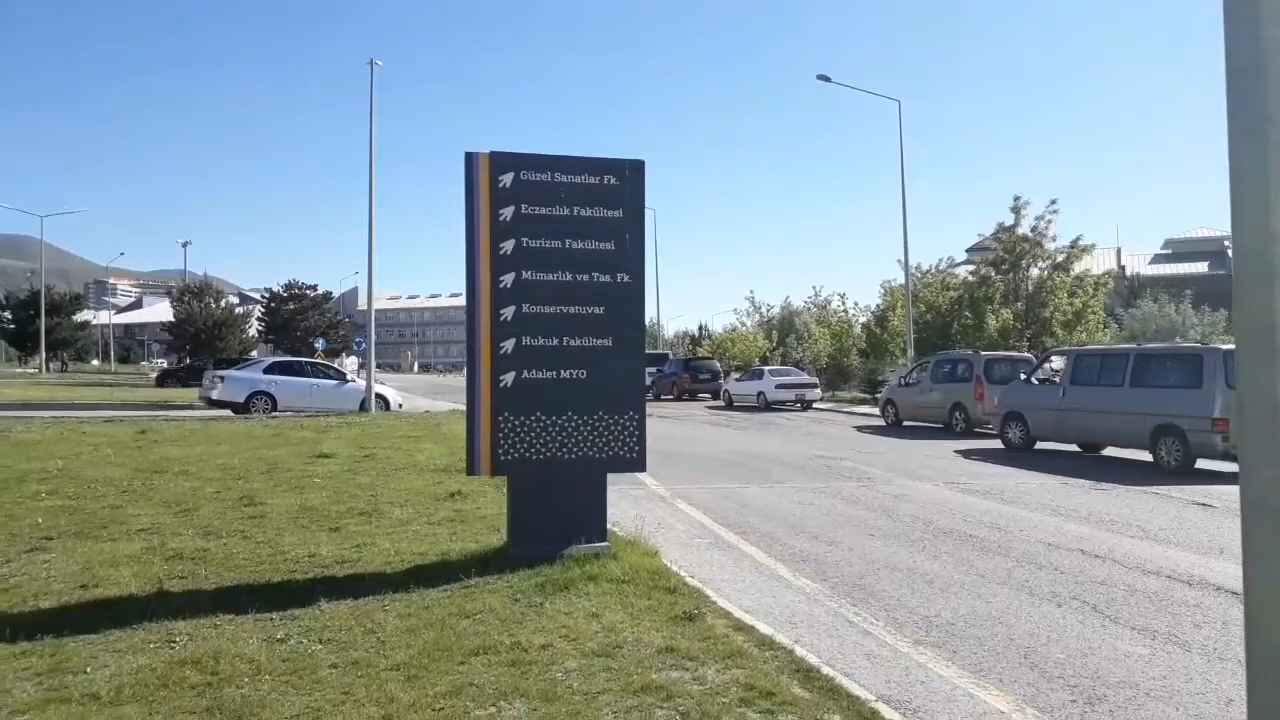 Güzel Sanatlar Fk.
Eczacılık Fakültesi
Turizm Fakültesi
Mimarlık ve Tas. Fk.
Konservatuvar
Hukuk Fakültesi
Adalet MYO